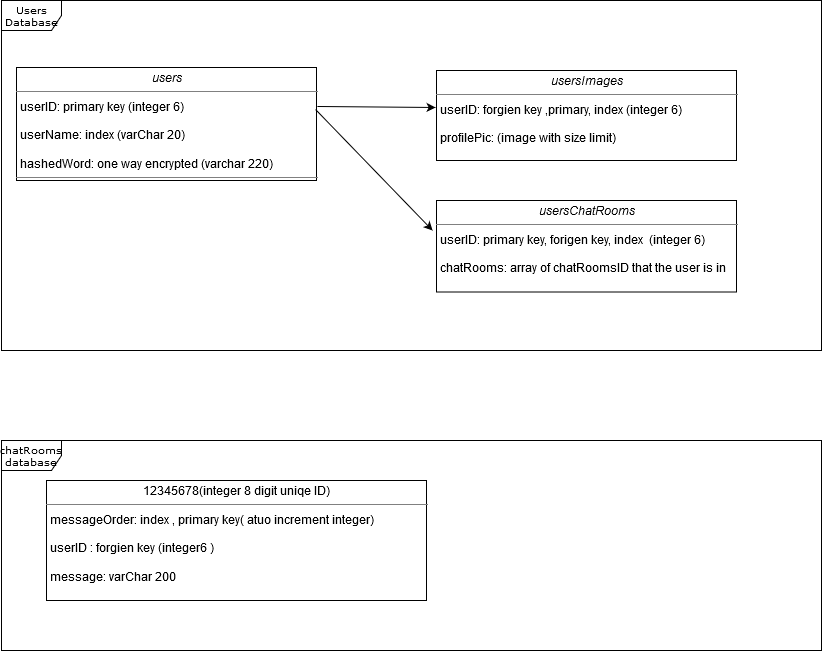 Users
Database
users
userID: primary key (integer 6)
userName: index (varChar 20)
hashedWord: one way encrypted (varchar 220)
usersImages
userID: forgien key ,primary, index (integer 6)
profilePic: (image with size limit)
usersChatRooms
userID: primary key, forigen key, index (integer 6)
chatRooms: array of chatRoomsID that the user is in
chatRooms
database
12345678(integer 8 digit uniqe ID)
messageOrder: index , primary key( atuo increment integer)
userID : forgien key (integer6 )
message: varChar 200